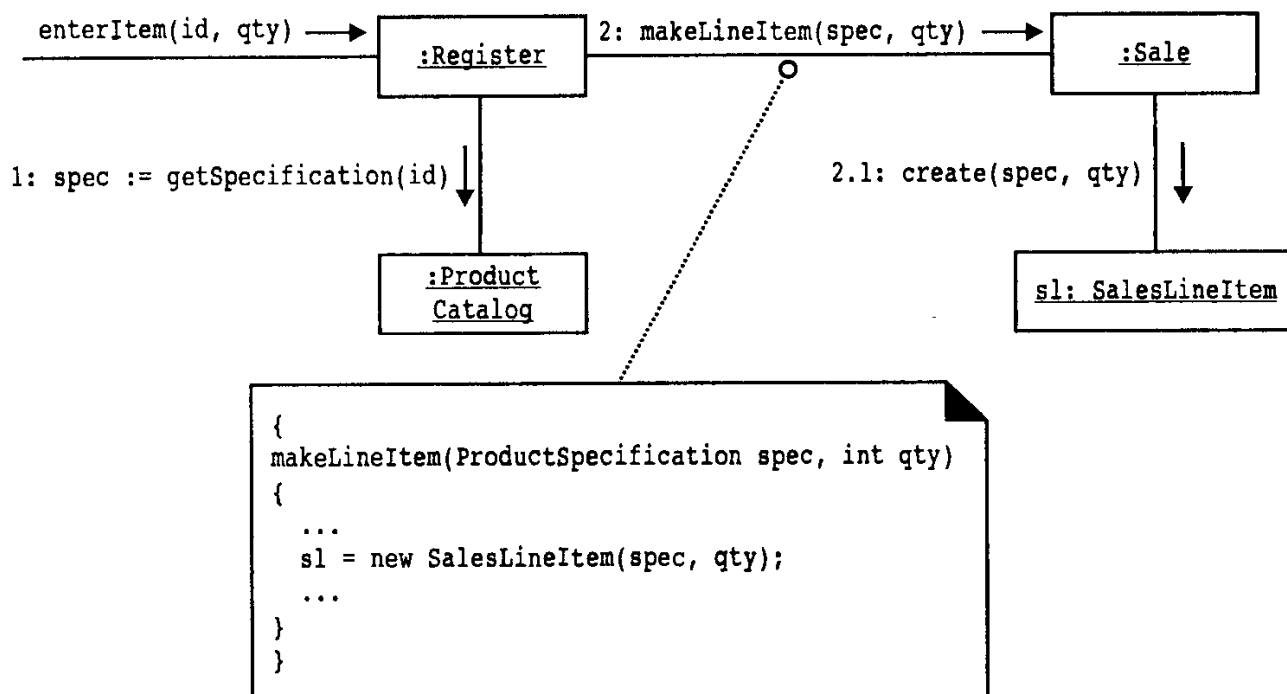 enterItem(id, qty)
:Register
2: makeLineItem(spec, qty)
:Sale
1: spec := getSpecification(id)
2.1: create(spec, qty)
:Product
Catalog
sl: SalesLineItem
{
makeLineItem(ProductSpecification spec, int qty)
{
...
sl = new SalesLineItem(spec, qty);
...
}
}